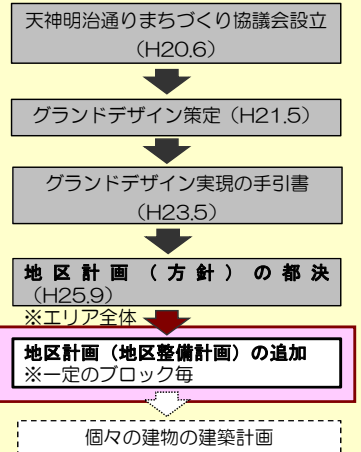 天神明治通りまちづくり協議会設立
（H20.6）
グランドデザイン策定（H21.5）
グランドデザイン実現の手引書
（H23.5）
地区計画（方針）の都決
（H25.9）
※エリア全体
地区計画（地区整備計画）の追加
※一定のブロック毎
個々の建物の建築計画